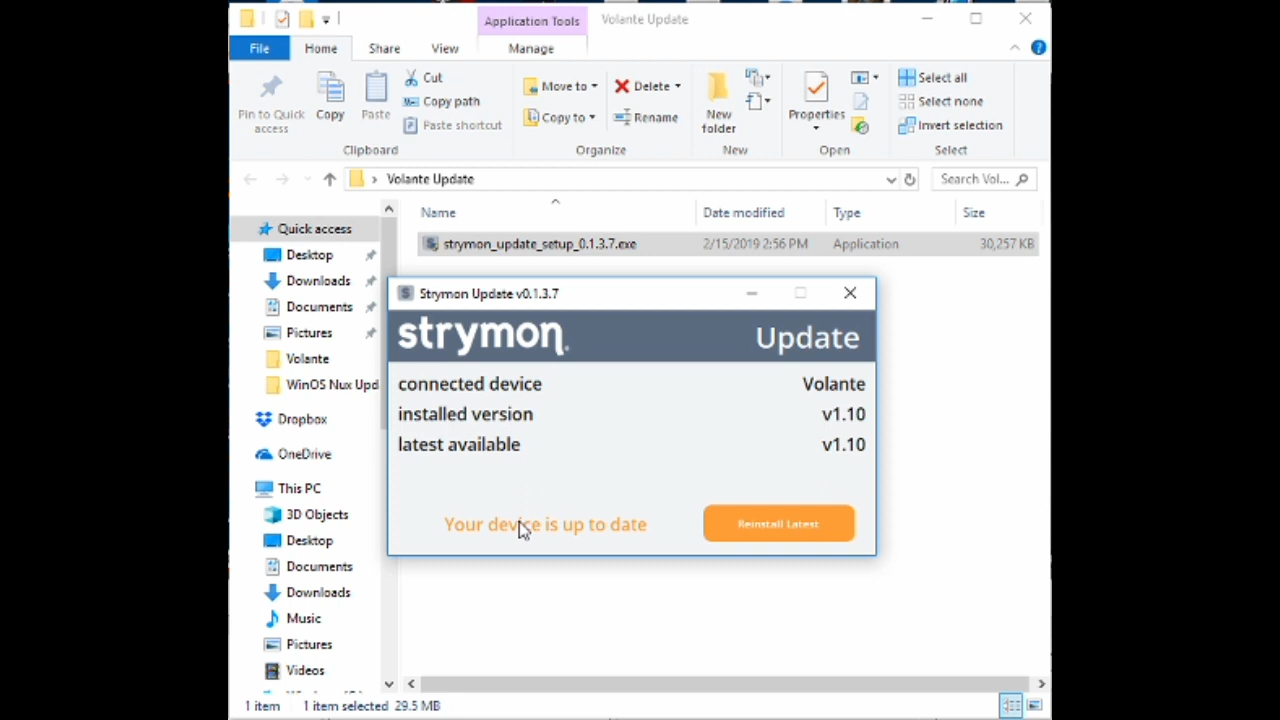 Application Tools
Volante Update
File
Home
Share
View
Manage
Pin to Quick
access
Copy
Paste
Cut
Copy path
Paste shortcut
Clipboard
Move to
Copy to
Delete
Rename
Organize
New
folder
New
Properties
Open
Select all
Select none
Invert selection
Select
Volante Update
Search Vol...
Name
Date modified
Type
Size
strymon_update_setup_0.1.3.7.exe
2/15/2019 2:56 PM
Application
30,257 KB
Quick access
Desktop
Downloads
Documents
Pictures
Volante
WinOS Nux Upd
Dropbox
OneDrive
This PC
3D Objects
Desktop
Documents
Downloads
Music
Pictures
Videos
Strymon Update v0.1.3.7
strymon
Update
connected device
Volante
installed version
v1.10
latest available
v1.10
Your device is up to date
Reinstall Latest
1 item
1 item selected 29.5 MB